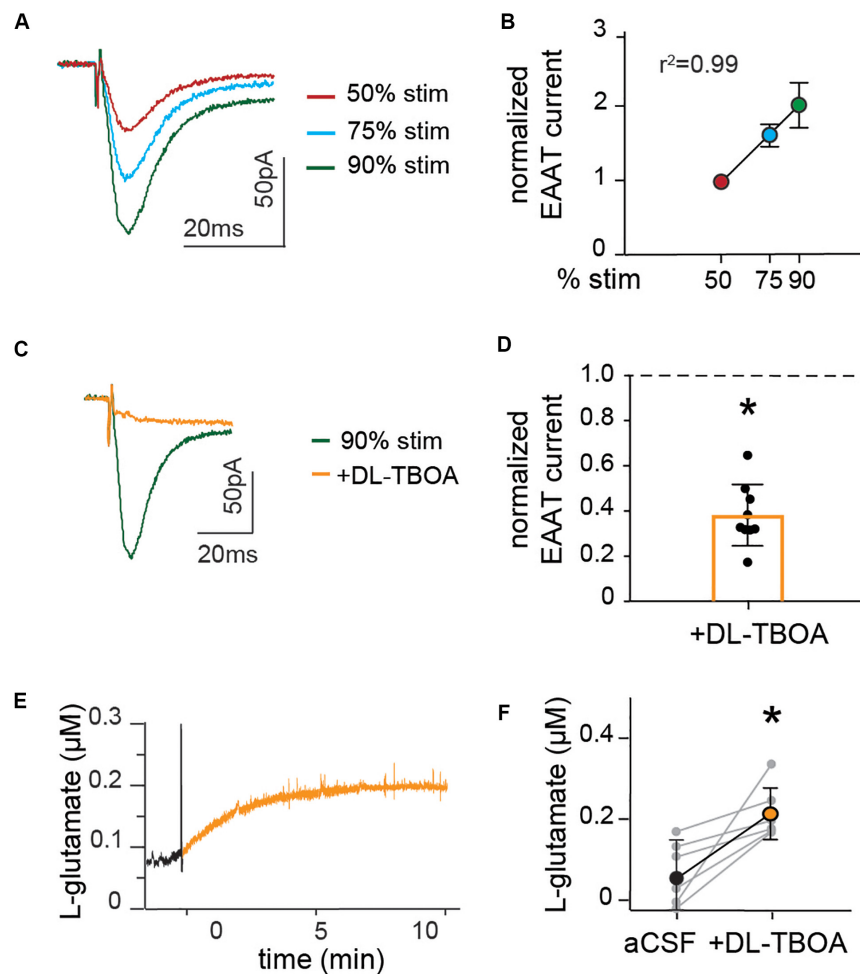 A
50% stim
75% stim
90% stim
50pA
20ms
B
normalized
EAAT current
3
2
1
0
r²=0.99
% stim
50
75
90
C
90% stim
+DL-TBOA
50pA
20ms
D
normalized
EAAT current
1.0
0.8
0.6
0.4
0.2
0
*
+DL-TBOA
E
L-glutamate (µM)
0.3
0.2
0.1
0
0
5
10
time (min)
F
L-glutamate (µM)
0.4
0.2
0
*
aCSF
+DL-TBOA